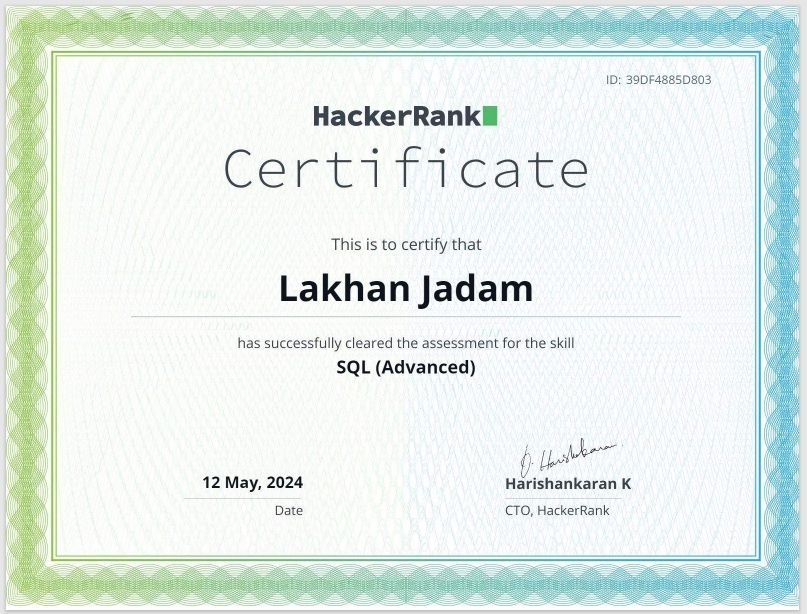 ID: 39DF4885D803
HackerRank
Certificate
This is to certify that
Lakhan Jadam
has successfully cleared the assessment for the skill
SQL (Advanced)
12 May, 2024
Date
Harishankaran K
CTO, HackerRank